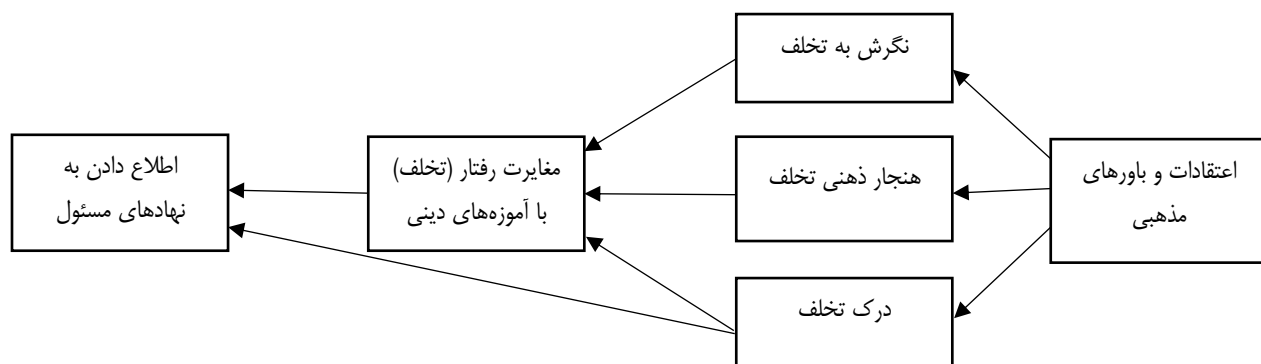 نگرش به تخلف
اعتقادات و باورهای
مذهبی
هنجار ذهنی تخلف
مغایرت رفتار (تخلف)
با آموزه‌های دینی
اطلاع دادن به
نهادهای مسئول
درک تخلف